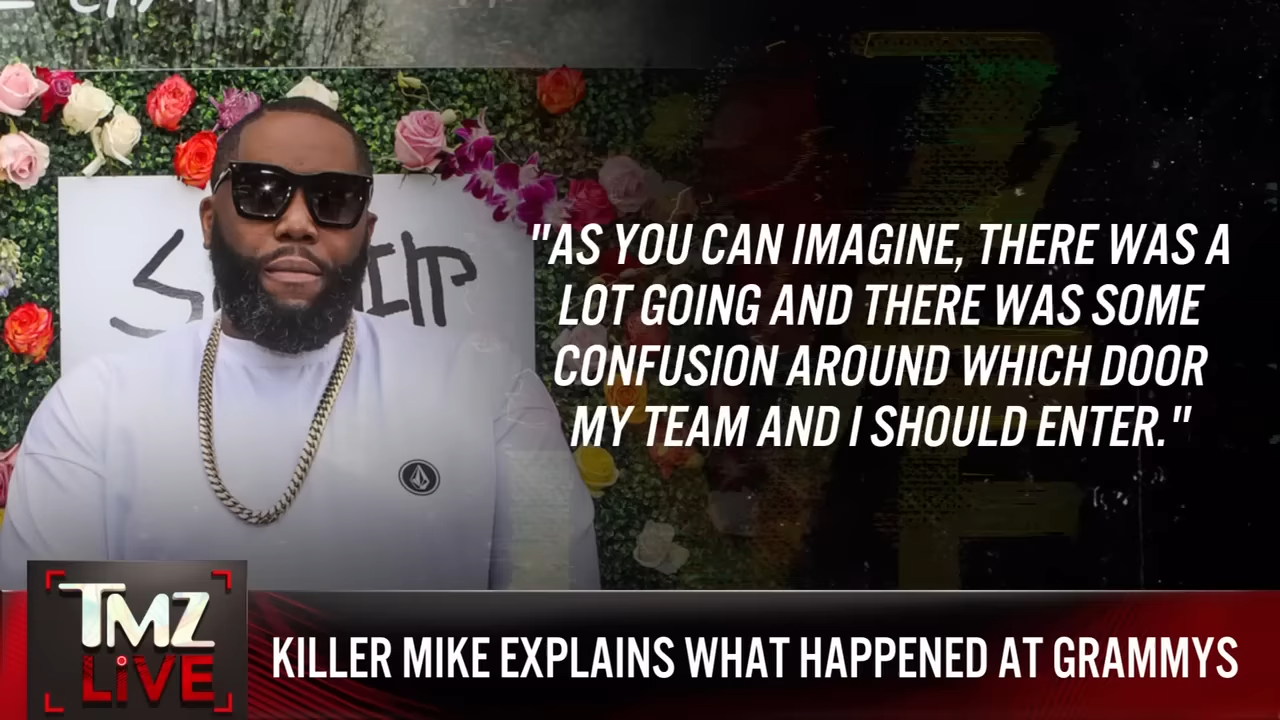 "AS YOU CAN IMAGINE, THERE WAS A
LOT GOING AND THERE WAS SOME
CONFUSION AROUND WHICH DOOR
MY TEAM AND I SHOULD ENTER."
TMZ
LIVE
KILLER MIKE EXPLAINS WHAT HAPPENED AT GRAMMYS